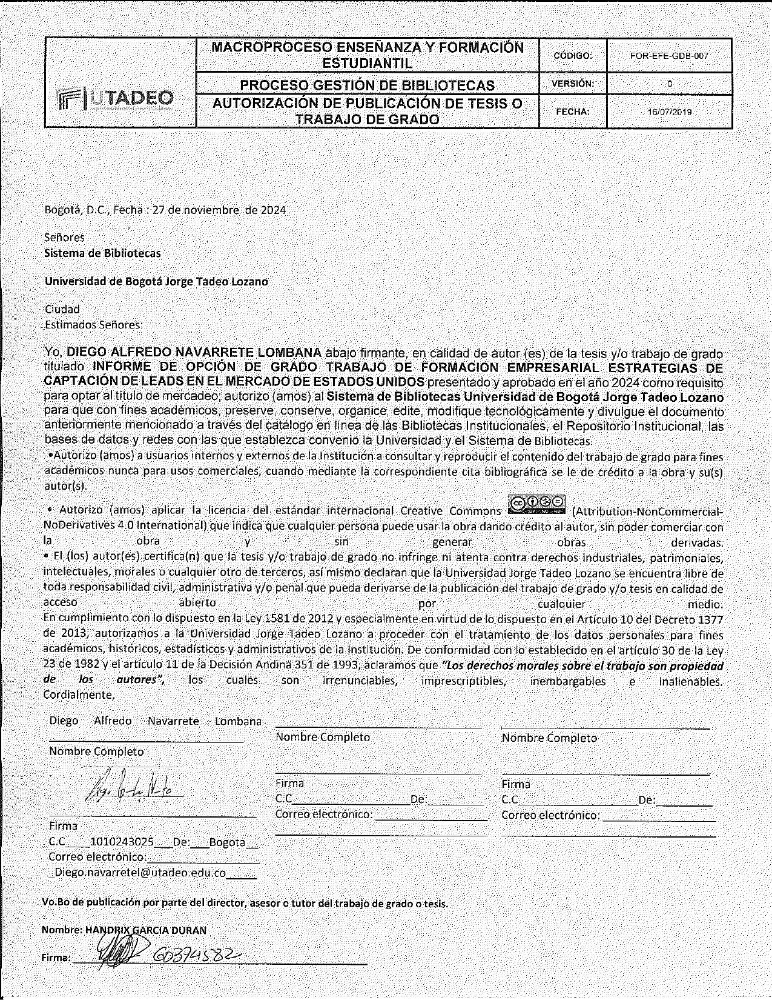 UTADEO
MACROPROCESO ENSEÑANZA Y FORMACIÓN
ESTUDIANTIL
CÓDIGO:
FOR-EFE-GDB-007
PROCESO GESTIÓN DE BIBLIOTECAS
VERSIÓN:
0
AUTORIZACIÓN DE PUBLICACIÓN DE TESIS O
TRABAJO DE GRADO
FECHA:
16/07/2019
Bogotá, D.C., Fecha : 27 de noviembre de 2024
Señores
Sistema de Bibliotecas
Universidad de Bogotá Jorge Tadeo Lozano
Ciudad
Estimados Señores:
Yo, DIEGO ALFREDO NAVARRETE LOMBANA abajo firmante, en calidad de autor (es) de la tesis y/o trabajo de grado
titulado INFORME DE OPCIÓN DE GRADO TRABAJO DE FORMACION EMPRESARIAL ESTRATEGIAS DE
CAPTACIÓN DE LEADS EN EL MERCADO DE ESTADOS UNIDOS presentado y aprobado en el año 2024 como requisito
para optar al título de mercadeo; autorizo (amos) al Sistema de Bibliotecas Universidad de Bogotá Jorge Tadeo Lozano
para que con fines académicos, preserve, conserve, organice, edite, modifique tecnológicamente y divulgue el documento
anteriormente mencionado a través del catálogo en línea de las Bibliotecas Institucionales, el Repositorio Institucional, las
bases de datos y redes con las que establezca convenio la Universidad y el Sistema de Bibliotecas.
•Autorizo (amos) a usuarios internos y externos de la Institución a consultar y reproducir el contenido del trabajo de grado para fines
académicos nunca para usos comerciales, cuando mediante la correspondiente cita bibliográfica se le de crédito a la obra y su(s)
autor(s).
• Autorizo (amos) aplicar la licencia del estándar internacional Creative Commons cc BY NC ND (Attribution-NonCommercial-
NoDerivatives 4.0 International) que indica que cualquier persona puede usar la obra dando crédito al autor, sin poder comerciar con
la obra y sin generar obras derivadas.
• El (los) autor(es) certifica(n) que la tesis y/o trabajo de grado no infringe ni atenta contra derechos industriales, patrimoniales,
intelectuales, morales o cualquier otro de terceros, así mismo declaran que la Universidad Jorge Tadeo Lozano se encuentra libre de
toda responsabilidad civil, administrativa y/o penal que pueda derivarse de la publicación del trabajo de grado y/o tesis en calidad de
acceso abierto por cualquier medio.
En cumplimiento con lo dispuesto en la Ley 1581 de 2012 y especialmente en virtud de lo dispuesto en el Artículo 10 del Decreto 1377
de 2013, autorizamos a la Universidad Jorge Tadeo Lozano a proceder con el tratamiento de los datos personales para fines
académicos, históricos, estadísticos y administrativos de la Institución. De conformidad con lo establecido en el artículo 30 de la Ley
23 de 1982 y el artículo 11 de la Decisión Andina 351 de 1993, aclaramos que "Los derechos morales sobre el trabajo son propiedad
de los autores", los cuales son irrenunciables, imprescriptibles, inembargables e inalienables.
Cordialmente,
Diego Alfredo Navarrete Lombana
Nombre Completo
Firma
C.C____1010243025___De:___Bogota__
Correo electrónico:
_Diego.navarretel@utadeo.edu.co_____
Nombre Completo
Firma
C.C___________________De:_________
Correo electrónico:
Nombre Completo
Firma
C.C___________________De:_________
Correo electrónico:
Vo.Bo de publicación por parte del director, asesor o tutor del trabajo de grado o tesis.
Nombre: HANDRIX GARCIA DURAN
Firma: 60374582